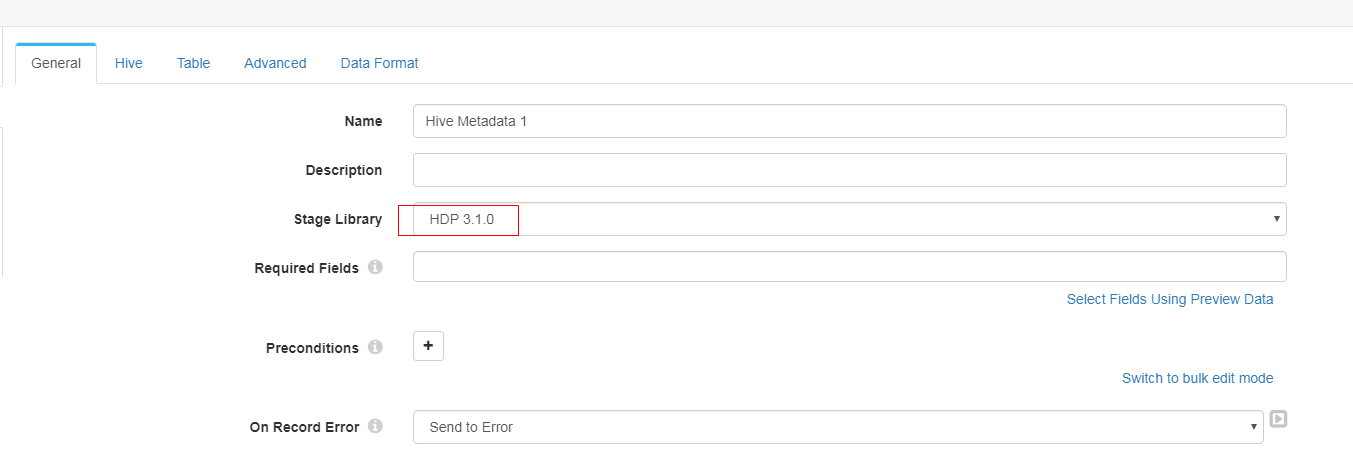 General Hive Table Advanced Data Format
Name Hive Metadata 1
Description
Stage Library HDP 3.1.0
Required Fields
Select Fields Using Preview Data
Preconditions +
Switch to bulk edit mode
On Record Error Send to Error